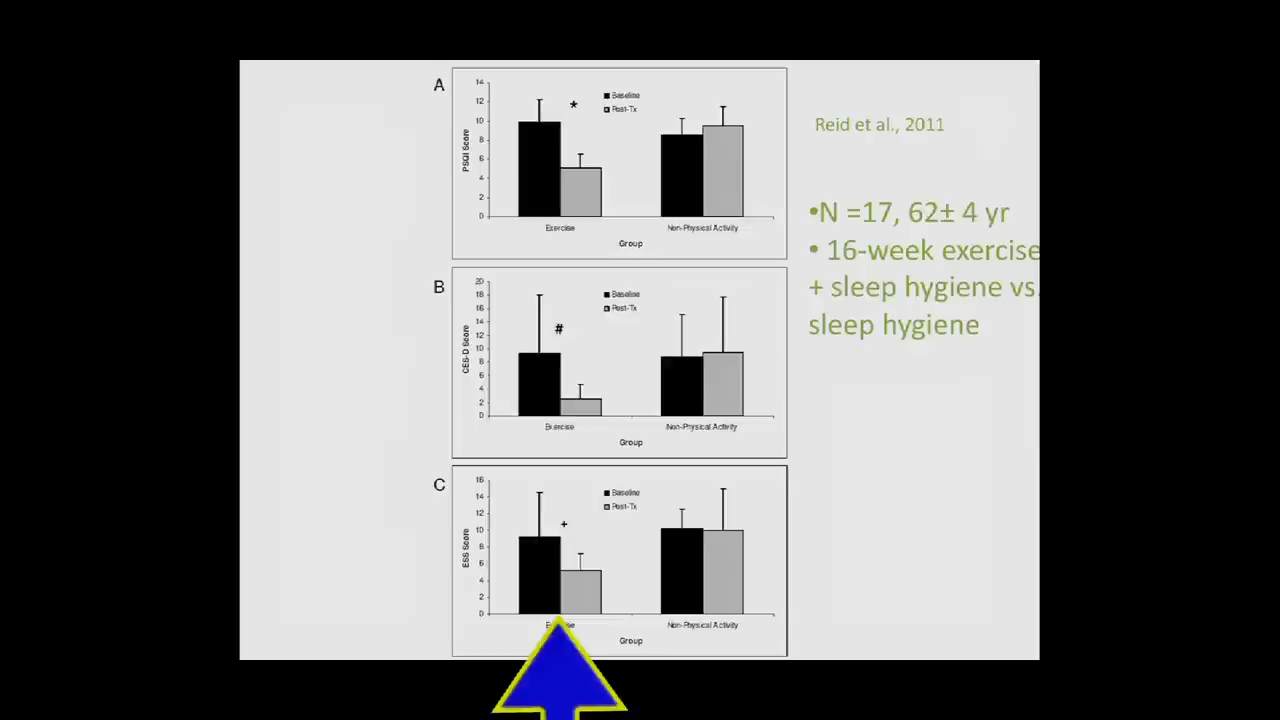 A
14
12
10
8
6
4
2
0
PSQI Score
Baseline
Post-Tx
*
Exercise
Non-Physical Activity
Group
B
20
18
16
14
12
10
8
6
4
2
0
CES-D Score
Baseline
Post-Tx
#
Exercise
Non-Physical Activity
Group
C
16
14
12
10
8
6
4
2
0
ESS Score
Baseline
Post-Tx
+
Non-Physical Activity
Group
Reid et al., 2011
•N =17, 62± 4 yr
• 16-week exercise
+ sleep hygiene vs.
sleep hygiene